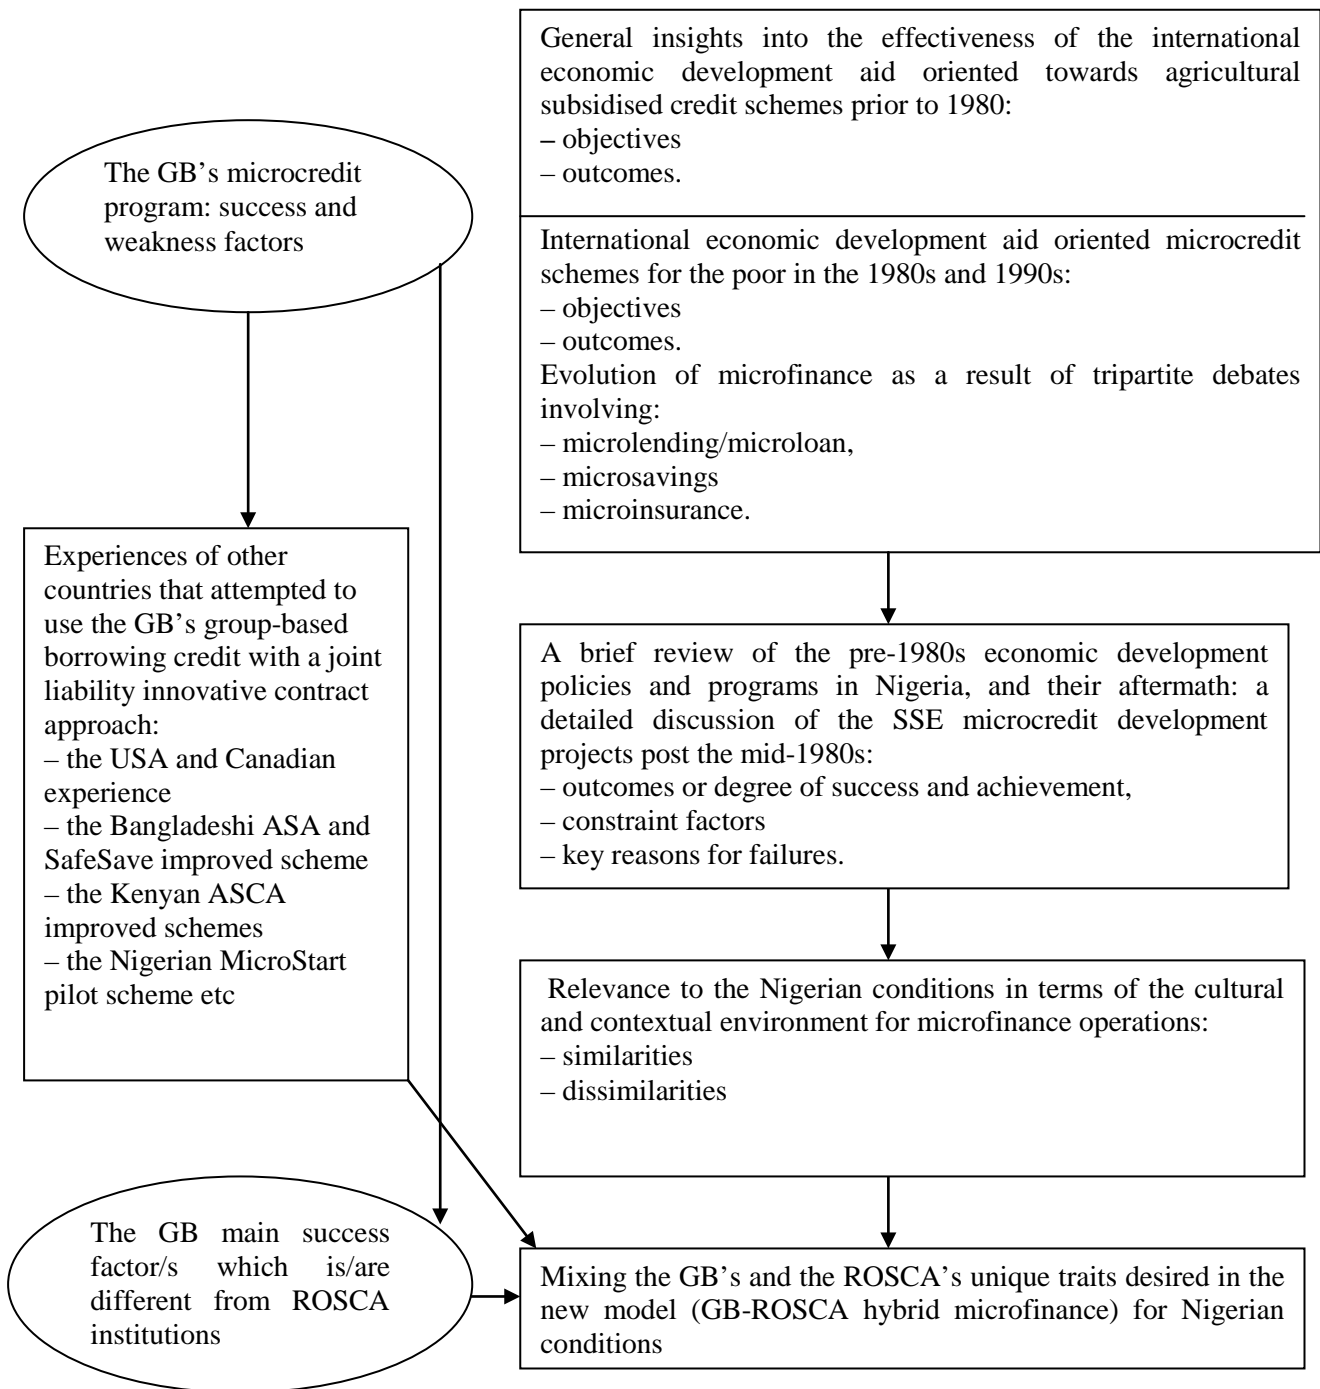 The GB's microcredit
program: success and
weakness factors
General insights into the effectiveness of the international
economic development aid oriented towards agricultural
subsidised credit schemes prior to 1980:
– objectives
– outcomes.
International economic development aid oriented microcredit
schemes for the poor in the 1980s and 1990s:
– objectives
– outcomes.
Evolution of microfinance as a result of tripartite debates
involving:
– microlending/microloan,
– microsavings
– microinsurance.
Experiences of other
countries that attempted to
use the GB's group-based
borrowing credit with a joint
liability innovative contract
approach:
– the USA and Canadian
experience
– the Bangladeshi ASA and
SafeSave improved scheme
– the Kenyan ASCA
improved schemes
– the Nigerian MicroStart
pilot scheme etc
A brief review of the pre-1980s economic development
policies and programs in Nigeria, and their aftermath: a
detailed discussion of the SSE microcredit development
projects post the mid-1980s:
– outcomes or degree of success and achievement,
– constraint factors
– key reasons for failures.
Relevance to the Nigerian conditions in terms of the cultural
and contextual environment for microfinance operations:
– similarities
– dissimilarities
The GB main success
factor/s which is/are
different from ROSCA
institutions
Mixing the GB's and the ROSCA's unique traits desired in the
new model (GB-ROSCA hybrid microfinance) for Nigerian
conditions